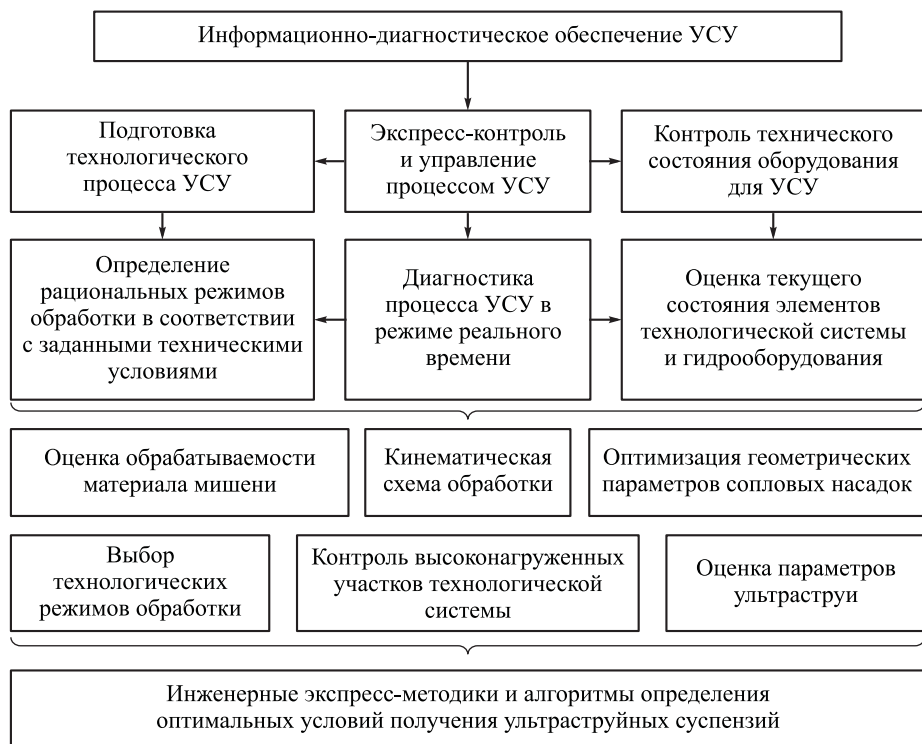 Информационно-диагностическое обеспечение УСУ
Подготовка
технологического
процесса УСУ
Экспресс-контроль
и управление
процессом УСУ
Контроль технического
состояния оборудования
для УСУ
Определение
рациональных режимов
обработки в соответствии
с заданными техническими
условиями
Диагностика
процесса УСУ в
режиме реального
времени
Оценка текущего
состояния элементов
технологической системы
и гидрооборудования
Оценка обрабатываемости
материала мишени
Кинематическая
схема обработки
Оптимизация геометрических
параметров сопловых насадок
Выбор
технологических
режимов обработки
Контроль высоконагруженных
участков технологической
системы
Оценка параметров
ультраструи
Инженерные экспресс-методики и алгоритмы определения
оптимальных условий получения ультраструйных суспензий